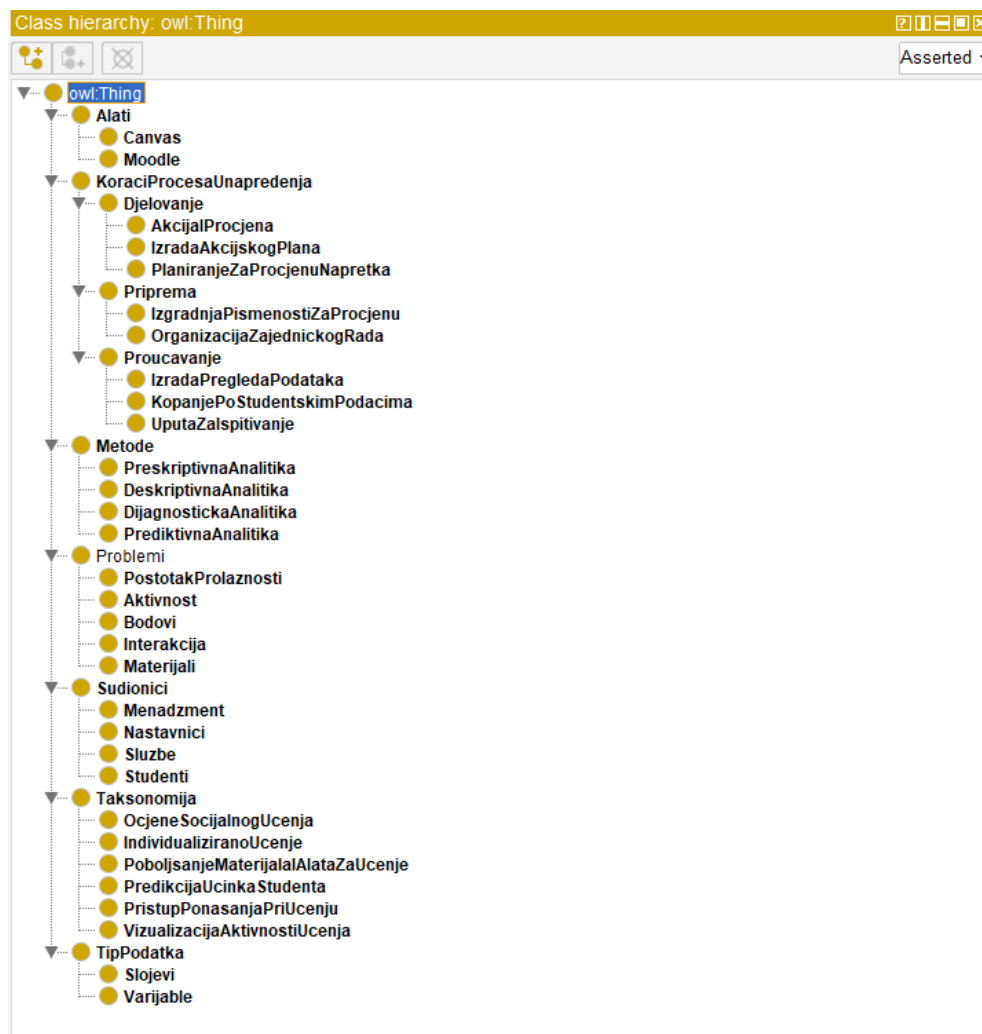 Class hierarchy: owl:Thing
Asserted
owl:Thing
Alati
Canvas
Moodle
KoraciProcesaUnapredenja
Djelovanje
AkcijaIProcjena
IzradaAkcijskogPlana
PlaniranjeZaProcjenuNapretka
Priprema
IzgradnjaPismenostiZaProcjenu
OrganizacijaZajednickogRada
Proucavanje
IzradaPregledaPodataka
KopanjePoStudentskimPodacima
UputaZaIspitivanje
Metode
PreskriptivnaAnalitika
DeskriptivnaAnalitika
DijagnostickaAnalitika
PrediktivnaAnalitika
Problemi
PostotakProlaznosti
Aktivnost
Bodovi
Interakcija
Materijali
Sudionici
Menadzment
Nastavnici
Sluzbe
Studenti
Taksonomija
OcjeneSocijalnogUcenja
IndividualiziranoUcenje
PoboljsanjeMaterijalaIAlataZaUcenje
PredikcijaUcinkaStudenta
PristupPonasanjaPriUcenju
VizualizacijaAktivnostiUcenja
TipPodatka
Slojevi
Varijable